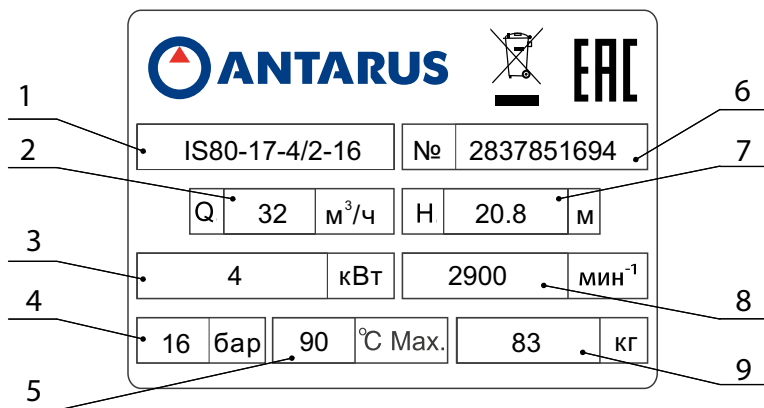 ANTARUS EAC
1 IS80-17-4/2-16 № 2837851694 6
2 Q 32 м³/ч H 20.8 м 7
3 4 кВт 2900 мин⁻¹ 8
4 16 бар 90 °C Max. 83 кг 9
5